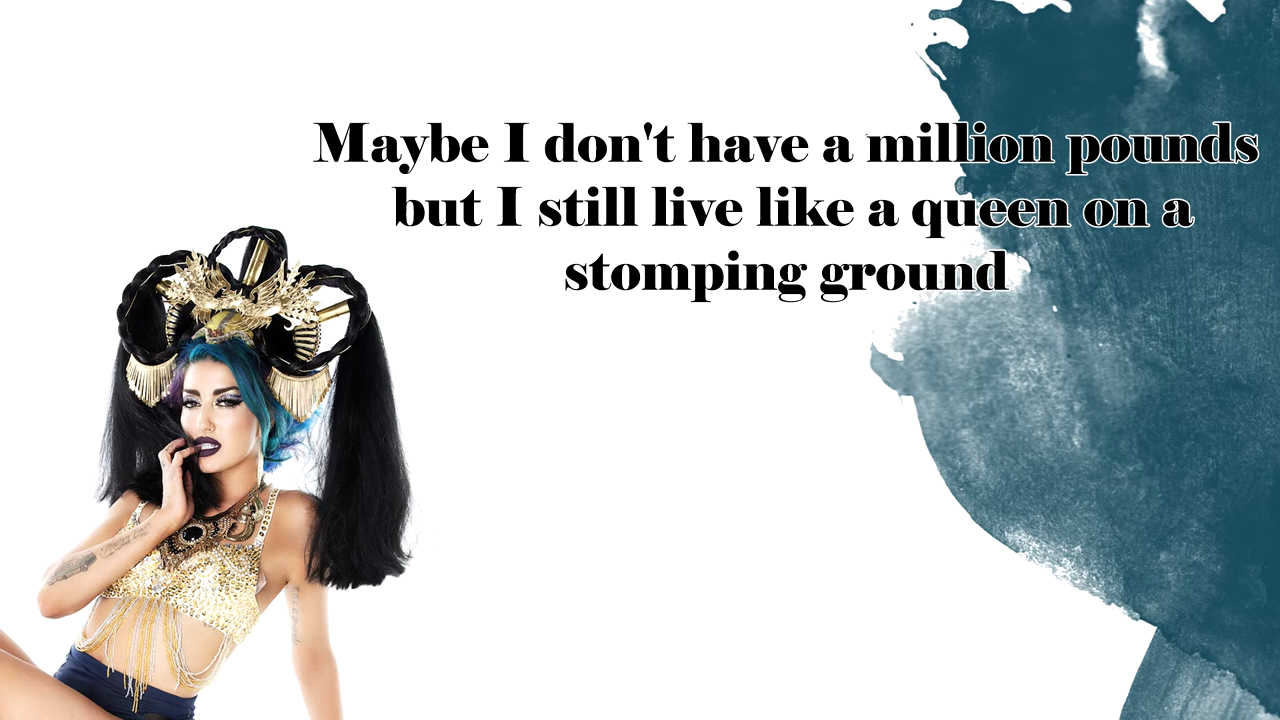 Maybe I don't have a million pounds
but I still live like a queen on a
stomping ground